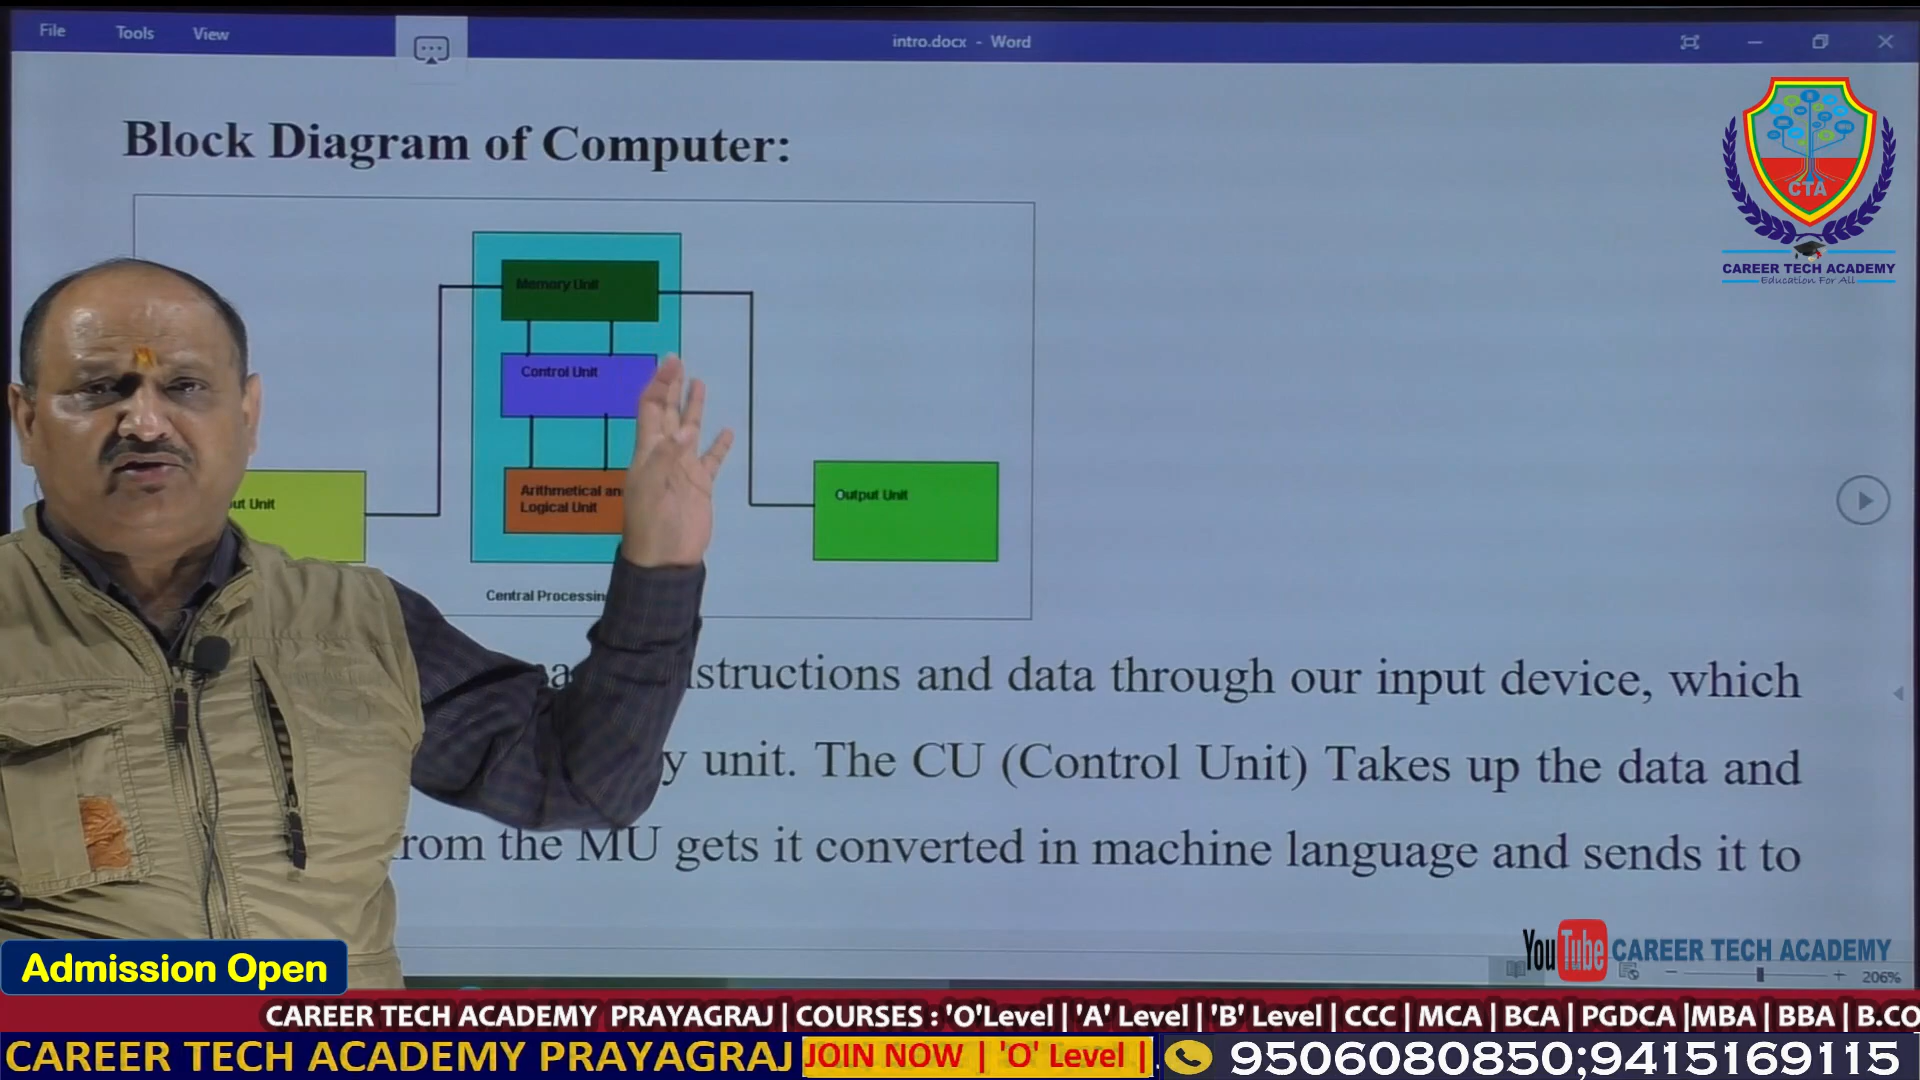 File Tools View
intro.docx - Word
Block Diagram of Computer:
CTA
CAREER TECH ACADEMY
Education For All
Memory Unit
Control Unit
Arithmetical an
Logical Unit
ut Unit
Output Unit
Central Processin
structions and data through our input device, which
y unit. The CU (Control Unit) Takes up the data and
rom the MU gets it converted in machine language and sends it to
YouTube CAREER TECH ACADEMY
206%
Admission Open
CAREER TECH ACADEMY PRAYAGRAJ | COURSES : 'O'Level | 'A' Level | 'B' Level | CCC | MCA | BCA | PGDCA |MBA | BBA | B.CO
CAREER TECH ACADEMY PRAYAGRAJ JOIN NOW | 'O' Level | 9506080850;9415169115